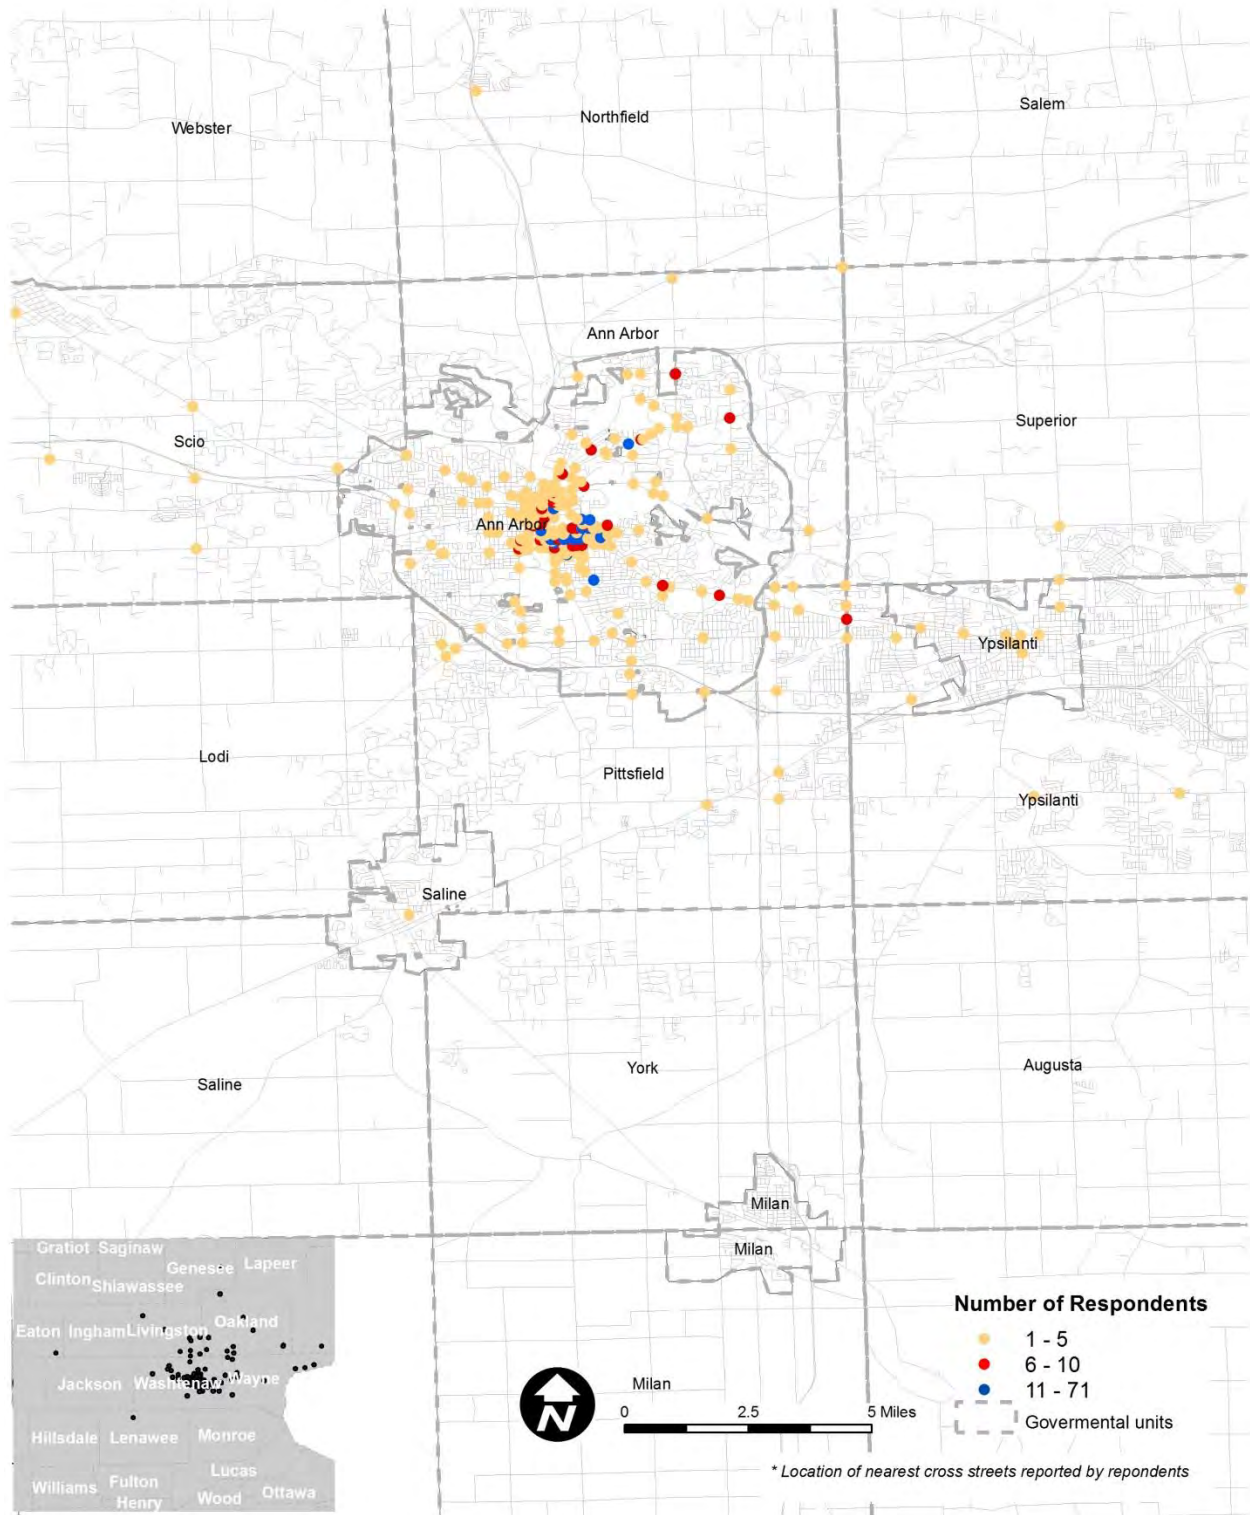 Salem
Northfield
Webster
Ann Arbor
Superior
Scio
Ann Arbor
Ypsilanti
Lodi
Pittsfield
Ypsilanti
Saline
York
Augusta
Saline
Milan
Milan
Gratiot Saginaw
Genesee Lapeer
Clinton Shiawassee
Eaton Ingham Livingston Oakland
Jackson Washtenaw Wayne
Hillsdale Lenawee Monroe
Lucas
Williams Fulton
Henry Wood Ottawa
Number of Respondents
1 - 5
6 - 10
11 - 71
Govermental units
N
Milan
0 2.5 5 Miles
* Location of nearest cross streets reported by repondents